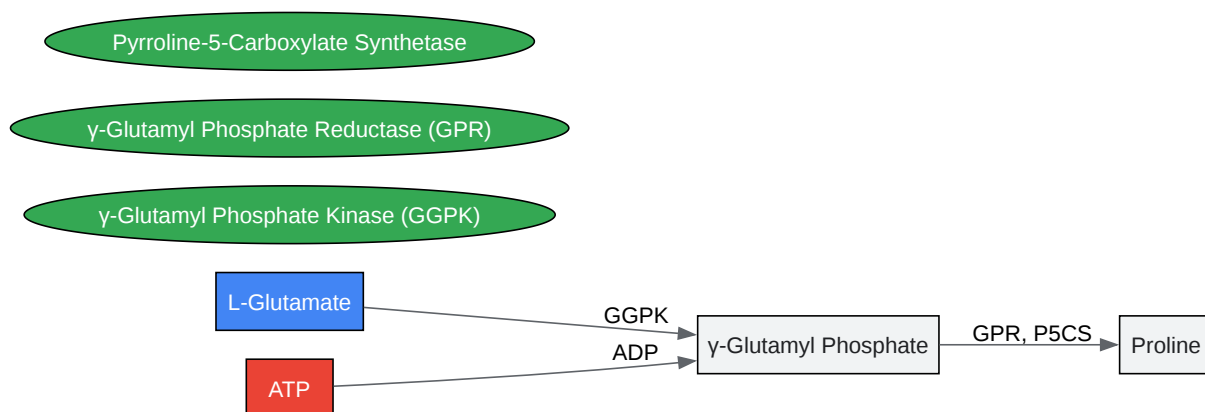 Pyrroline-5-Carboxylate Synthetase
γ-Glutamyl Phosphate Reductase (GPR)
γ-Glutamyl Phosphate Kinase (GGPK)
L-Glutamate
GGPK
γ-Glutamyl Phosphate
GPR, P5CS
Proline
ADP
ATP